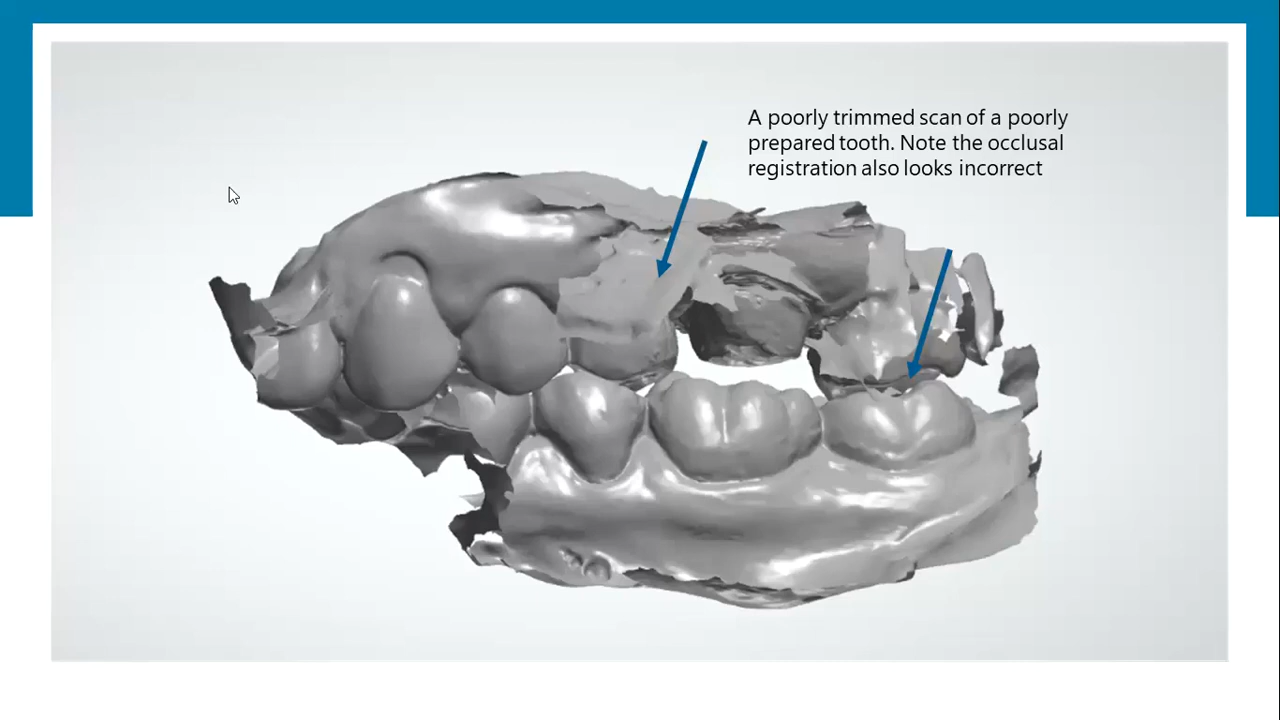 A poorly trimmed scan of a poorly
prepared tooth. Note the occlusal
registration also looks incorrect